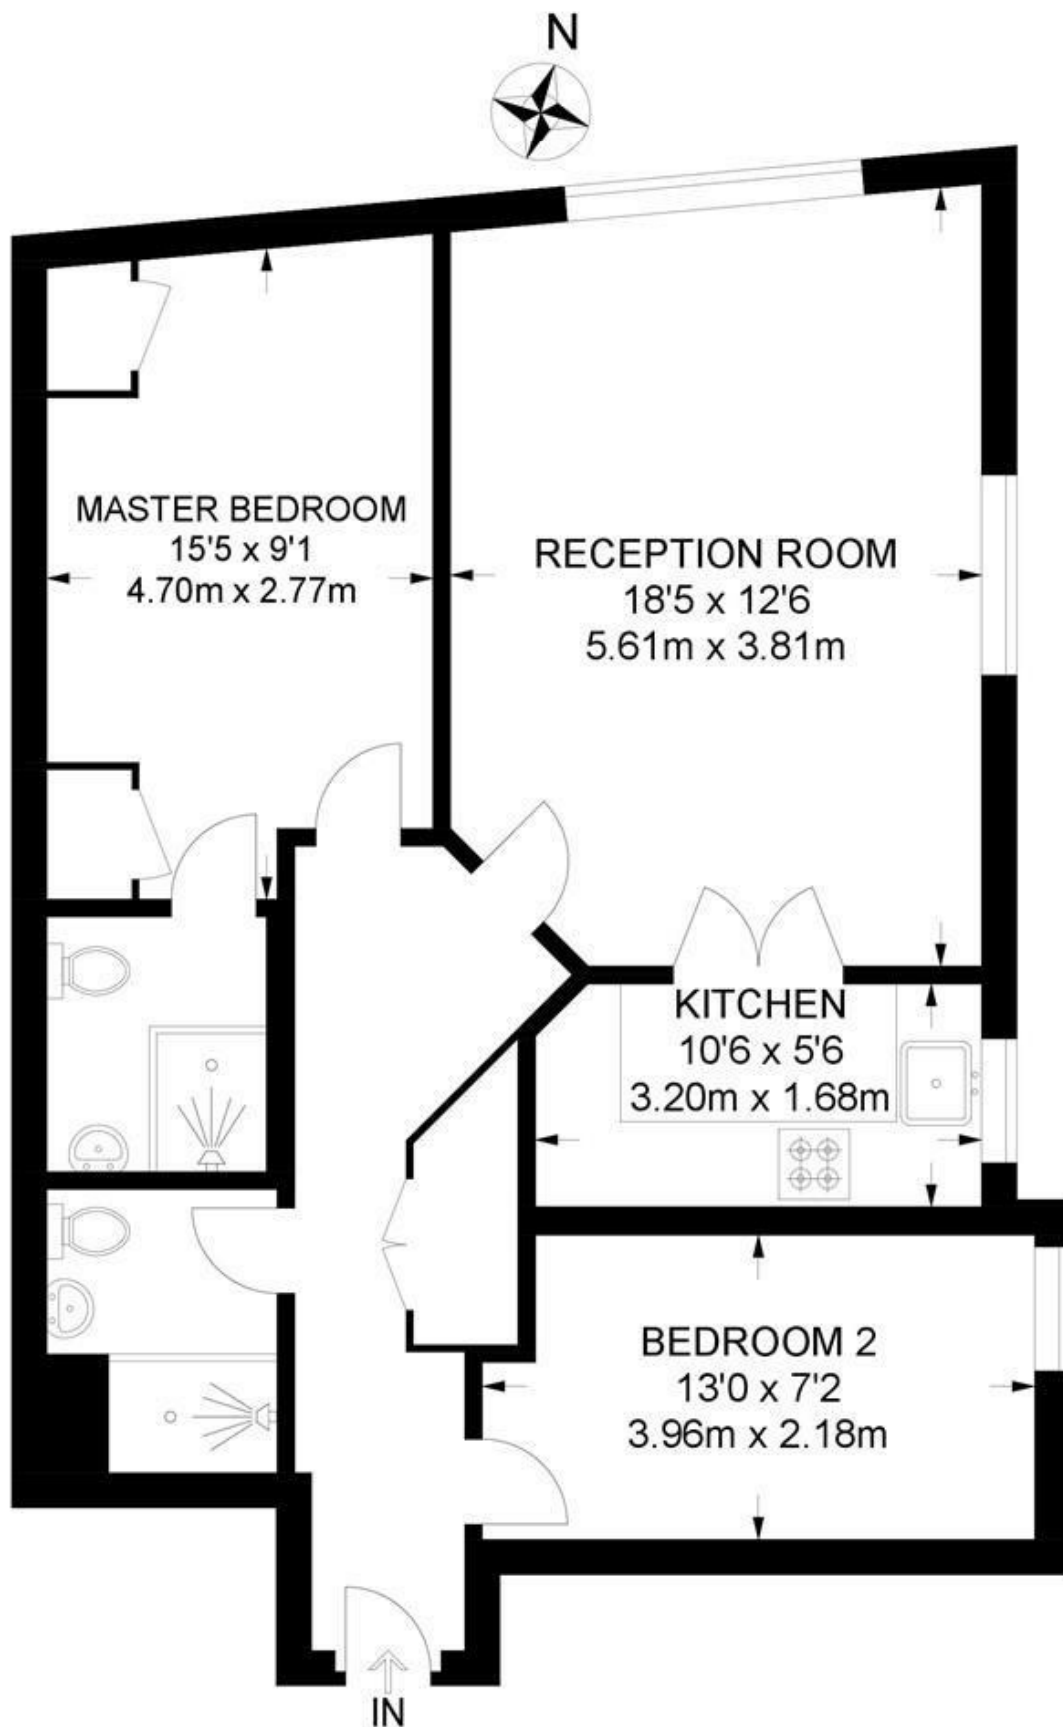 N
MASTER BEDROOM
15'5 x 9'1
4.70m x 2.77m
RECEPTION ROOM
18'5 x 12'6
5.61m x 3.81m
KITCHEN
10'6 x 5'6
3.20m x 1.68m
BEDROOM 2
13'0 x 7'2
3.96m x 2.18m
IN